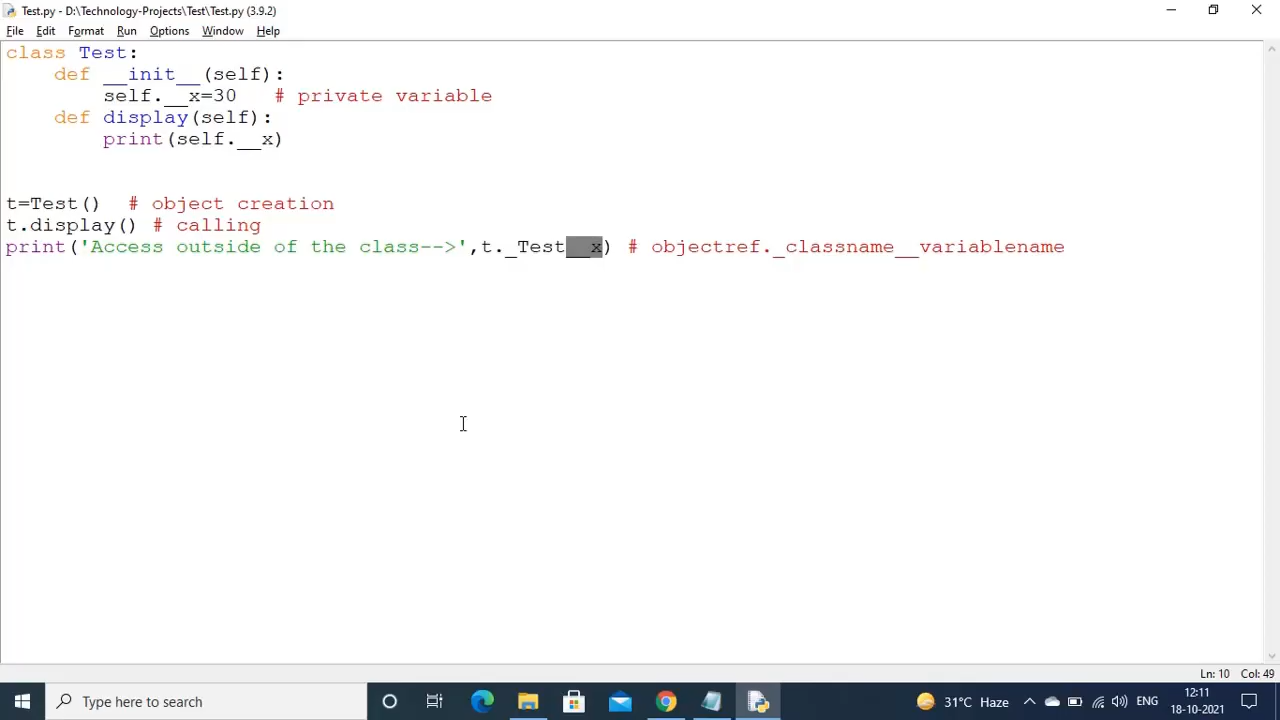 Test.py - D:\Technology-Projects\Test\Test.py (3.9.2)
File Edit Format Run Options Window Help
class Test:
    def __init__(self):
        self.__x=30   # private variable
    def display(self):
        print(self.__x)
t=Test()  # object creation
t.display() # calling
print('Access outside of the class-->',t._Test__x) # objectref._classname__variablename
Ln: 10 Col: 49
Type here to search
31°C Haze
ENG
12:11
18-10-2021